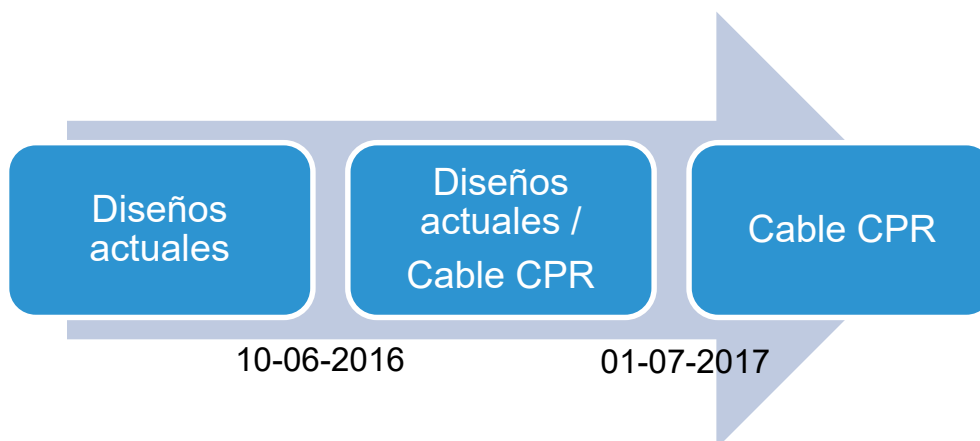 Diseños
actuales
Diseños
actuales /
Cable CPR
Cable CPR
10-06-2016
01-07-2017